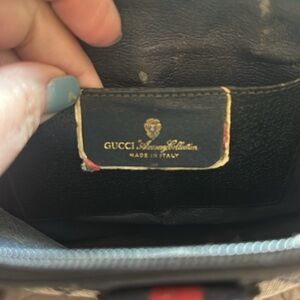 GUCCI Accessory Collection
MADE IN ITALY